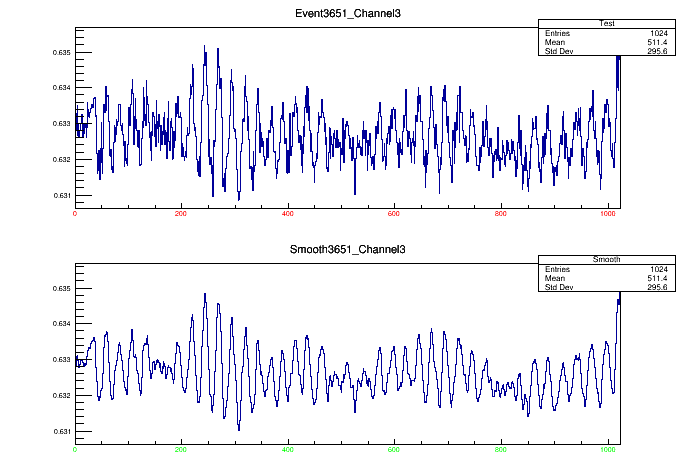 Event3651_Channel3
Test
Entries 1024
Mean 511.4
Std Dev 295.6
0.635
0.634
0.633
0.632
0.631
0 200 400 600 800 1000
Smooth3651_Channel3
Smooth
Entries 1024
Mean 511.4
Std Dev 295.6
0.635
0.634
0.633
0.632
0.631
0 200 400 600 800 1000